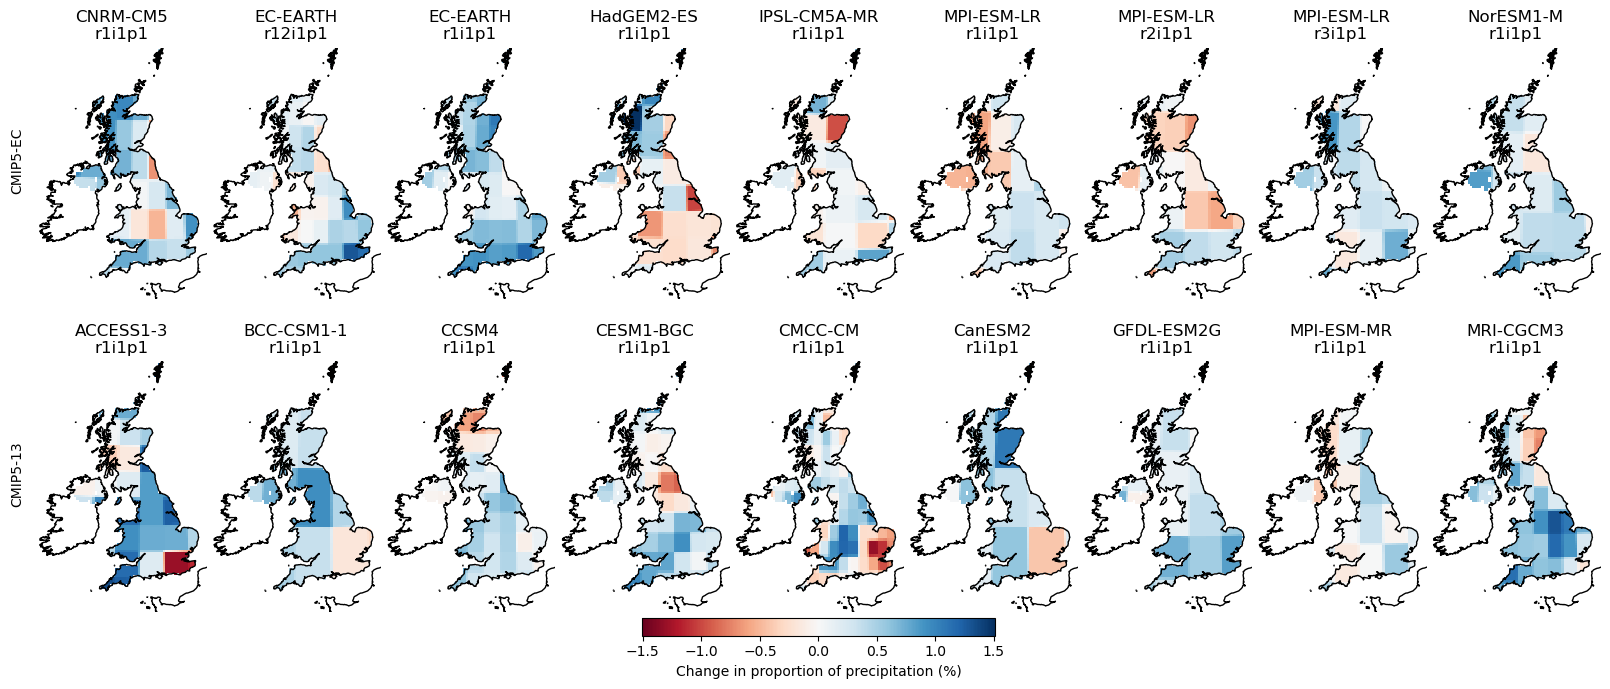 CNRM-CM5
r1i1p1
EC-EARTH
r12i1p1
EC-EARTH
r1i1p1
HadGEM2-ES
r1i1p1
IPSL-CM5A-MR
r1i1p1
MPI-ESM-LR
r1i1p1
MPI-ESM-LR
r2i1p1
MPI-ESM-LR
r3i1p1
NorESM1-M
r1i1p1
CMIP5-EC
ACCESS1-3
r1i1p1
BCC-CSM1-1
r1i1p1
CCSM4
r1i1p1
CESM1-BGC
r1i1p1
CMCC-CM
r1i1p1
CanESM2
r1i1p1
GFDL-ESM2G
r1i1p1
MPI-ESM-MR
r1i1p1
MRI-CGCM3
r1i1p1
CMIP5-13
−1.5 −1.0 −0.5 0.0 0.5 1.0 1.5
Change in proportion of precipitation (%)